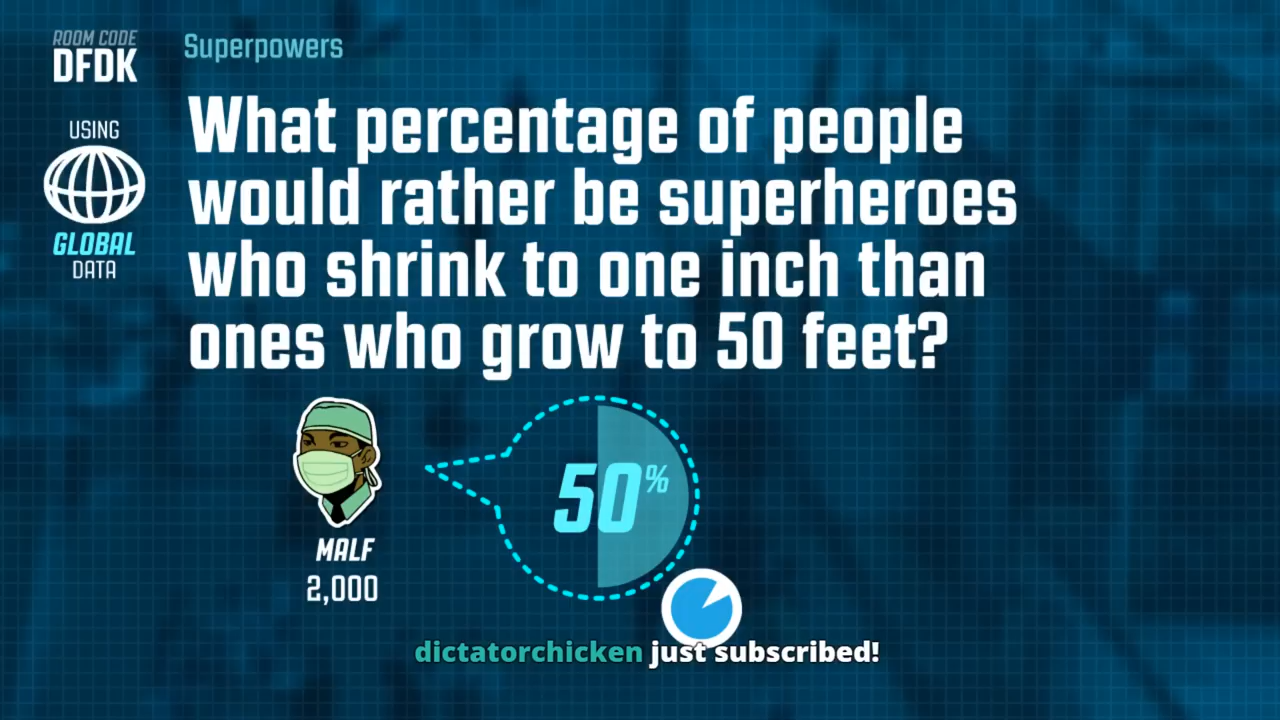 ROOM CODE
DFDK
Superpowers
USING
GLOBAL
DATA
What percentage of people
would rather be superheroes
who shrink to one inch than
ones who grow to 50 feet?
50%
MALF
2,000
dictatorchicken just subscribed!